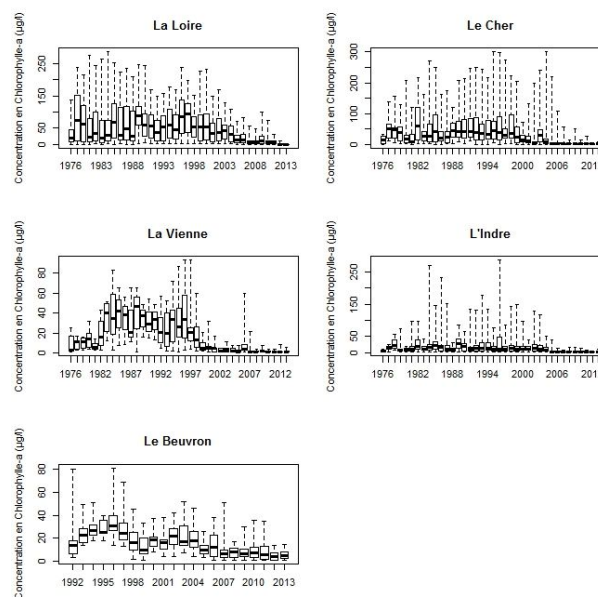 La Loire
Concentration en Chlorophylle-a (µg/l)
0 50 150 250
1976 1983 1988 1993 1998 2003 2008 2013
Le Cher
Concentration en Chlorophylle-a (µg/l)
0 100 200 300
1976 1982 1988 1994 2000 2006
La Vienne
Concentration en Chlorophylle-a (µg/l)
0 20 40 60 80
1976 1982 1987 1992 1997 2002 2007 2012
L'Indre
Concentration en Chlorophylle-a (µg/l)
0 50 150 250
1976 1982 1988 1994 2000 2006
Le Beuvron
Concentration en Chlorophylle-a (µg/l)
0 20 40 60 80
1992 1995 1998 2001 2004 2007 2010 2013